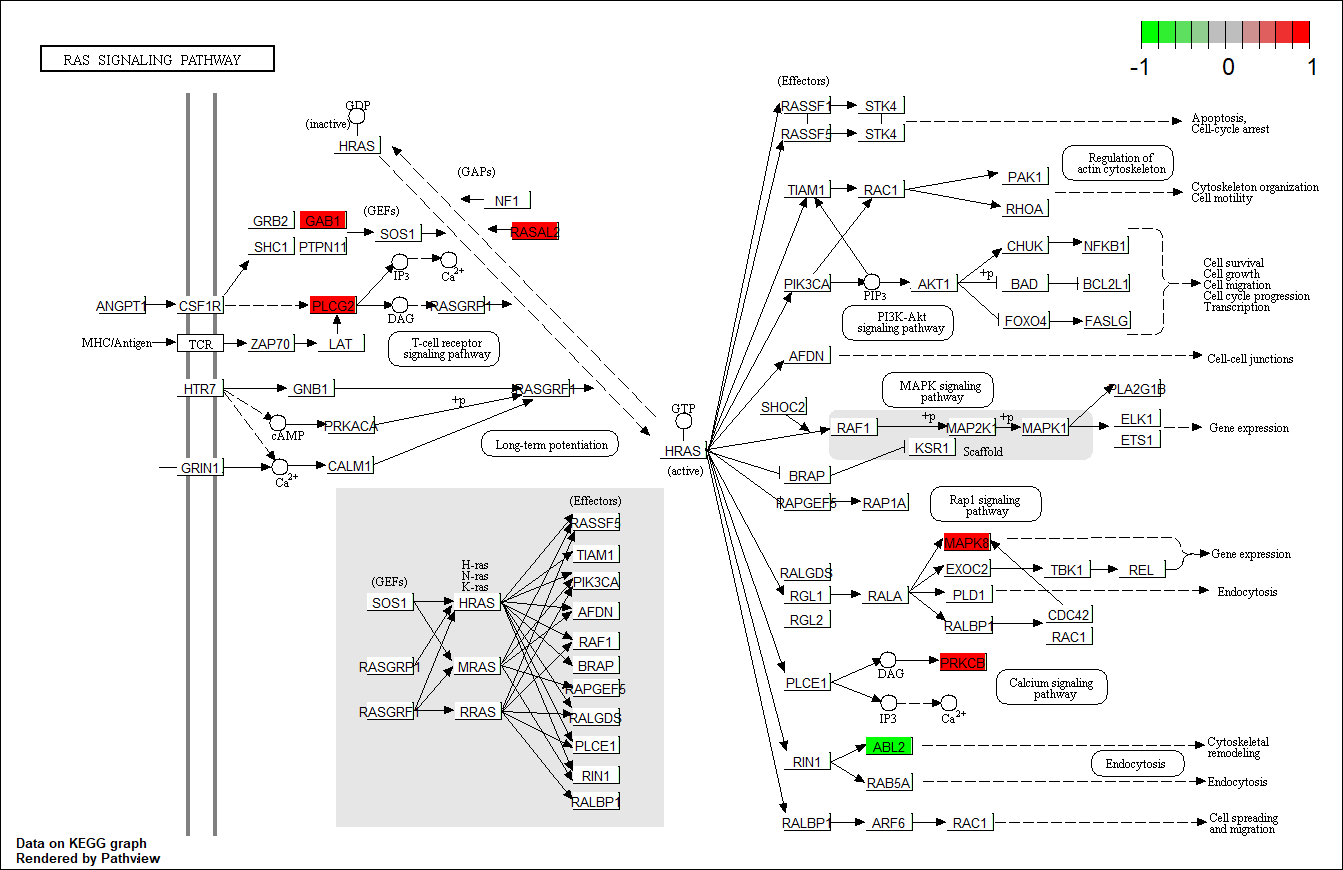 RAS SIGNALING PATHWAY
-1 0 1
GDP
(inactive)
HRAS
(GAPs)
NF1
RASAL2
(GEFs)
GRB2 GAB1
SHC1 PTPN11
SOS1
IP3
Ca2+
ANGPT1
CSF1R
PLCG2
DAG
RASGRP1
MHC/Antigen
TCR
ZAP70
LAT
T-cell receptor
signaling pathway
HTR7
GNB1
RASGRF1
+p
cAMP
PRKACA
Long-term potentiation
GRIN1
Ca2+
CALM1
GTP
HRAS
(active)
(Effectors)
RASSF1
STK4
RASSF5
STK4
Apoptosis,
Cell-cycle arrest
Regulation of
actin cytoskeleton
TIAM1
RAC1
PAK1
RHOA
Cytoskeleton organization
Cell motility
PIK3CA
PIP3
AKT1
+p
CHUK
NFKB1
BAD
BCL2L1
FOXO4
FASLG
PI3K-Akt
signaling pathway
Cell survival
Cell growth
Cell migration
Cell cycle progression
Transcription
AFDN
Cell-cell junctions
MAPK signaling
pathway
SHOC2
RAF1
+p
MAP2K1
+p
MAPK1
KSR1
Scaffold
PLA2G1B
ELK1
ETS1
Gene expression
BRAP
RAPGEF5
RAP1A
Rap1 signaling
pathway
RALGDS
RGL1
RGL2
RALA
MAPK8
EXOC2
TBK1
REL
Gene expression
PLD1
Endocytosis
RALBP1
CDC42
RAC1
PLCE1
DAG
PRKCB
IP3
Ca2+
Calcium signaling
pathway
RIN1
ABL2
Cytoskeletal
remodeling
RAB5A
Endocytosis
Endocytosis
RALBP1
ARF6
RAC1
Cell spreading
and migration
(Effectors)
(GEFs)
H-ras
N-ras
K-ras
SOS1
HRAS
RASGRP1
MRAS
RASGRF1
RRAS
RASSF5
TIAM1
PIK3CA
AFDN
RAF1
BRAP
RAPGEF5
RALGDS
PLCE1
RIN1
RALBP1
Data on KEGG graph
Rendered by Pathview